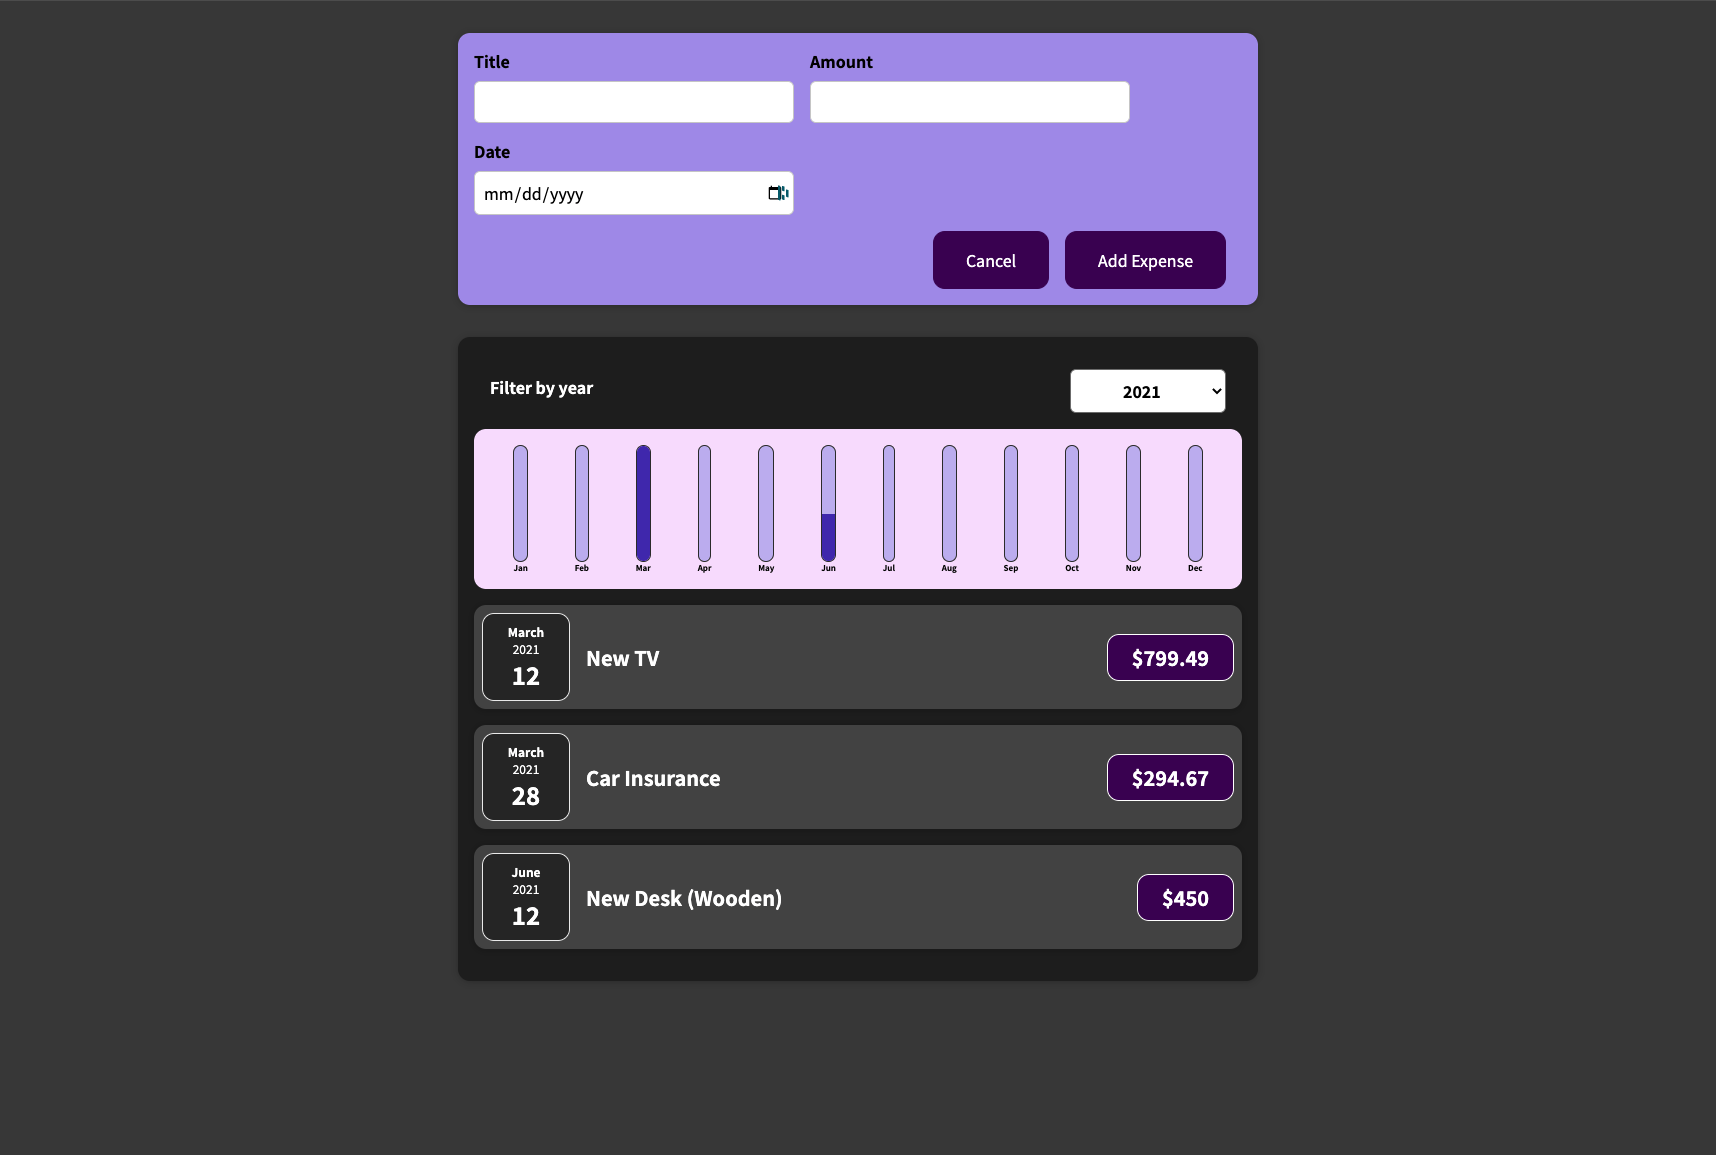 Title
Amount
Date
mm/dd/yyyy
Cancel
Add Expense
Filter by year
2021
Jan
Feb
Mar
Apr
May
Jun
Jul
Aug
Sep
Oct
Nov
Dec
March
2021
12
New TV
$799.49
March
2021
28
Car Insurance
$294.67
June
2021
12
New Desk (Wooden)
$450